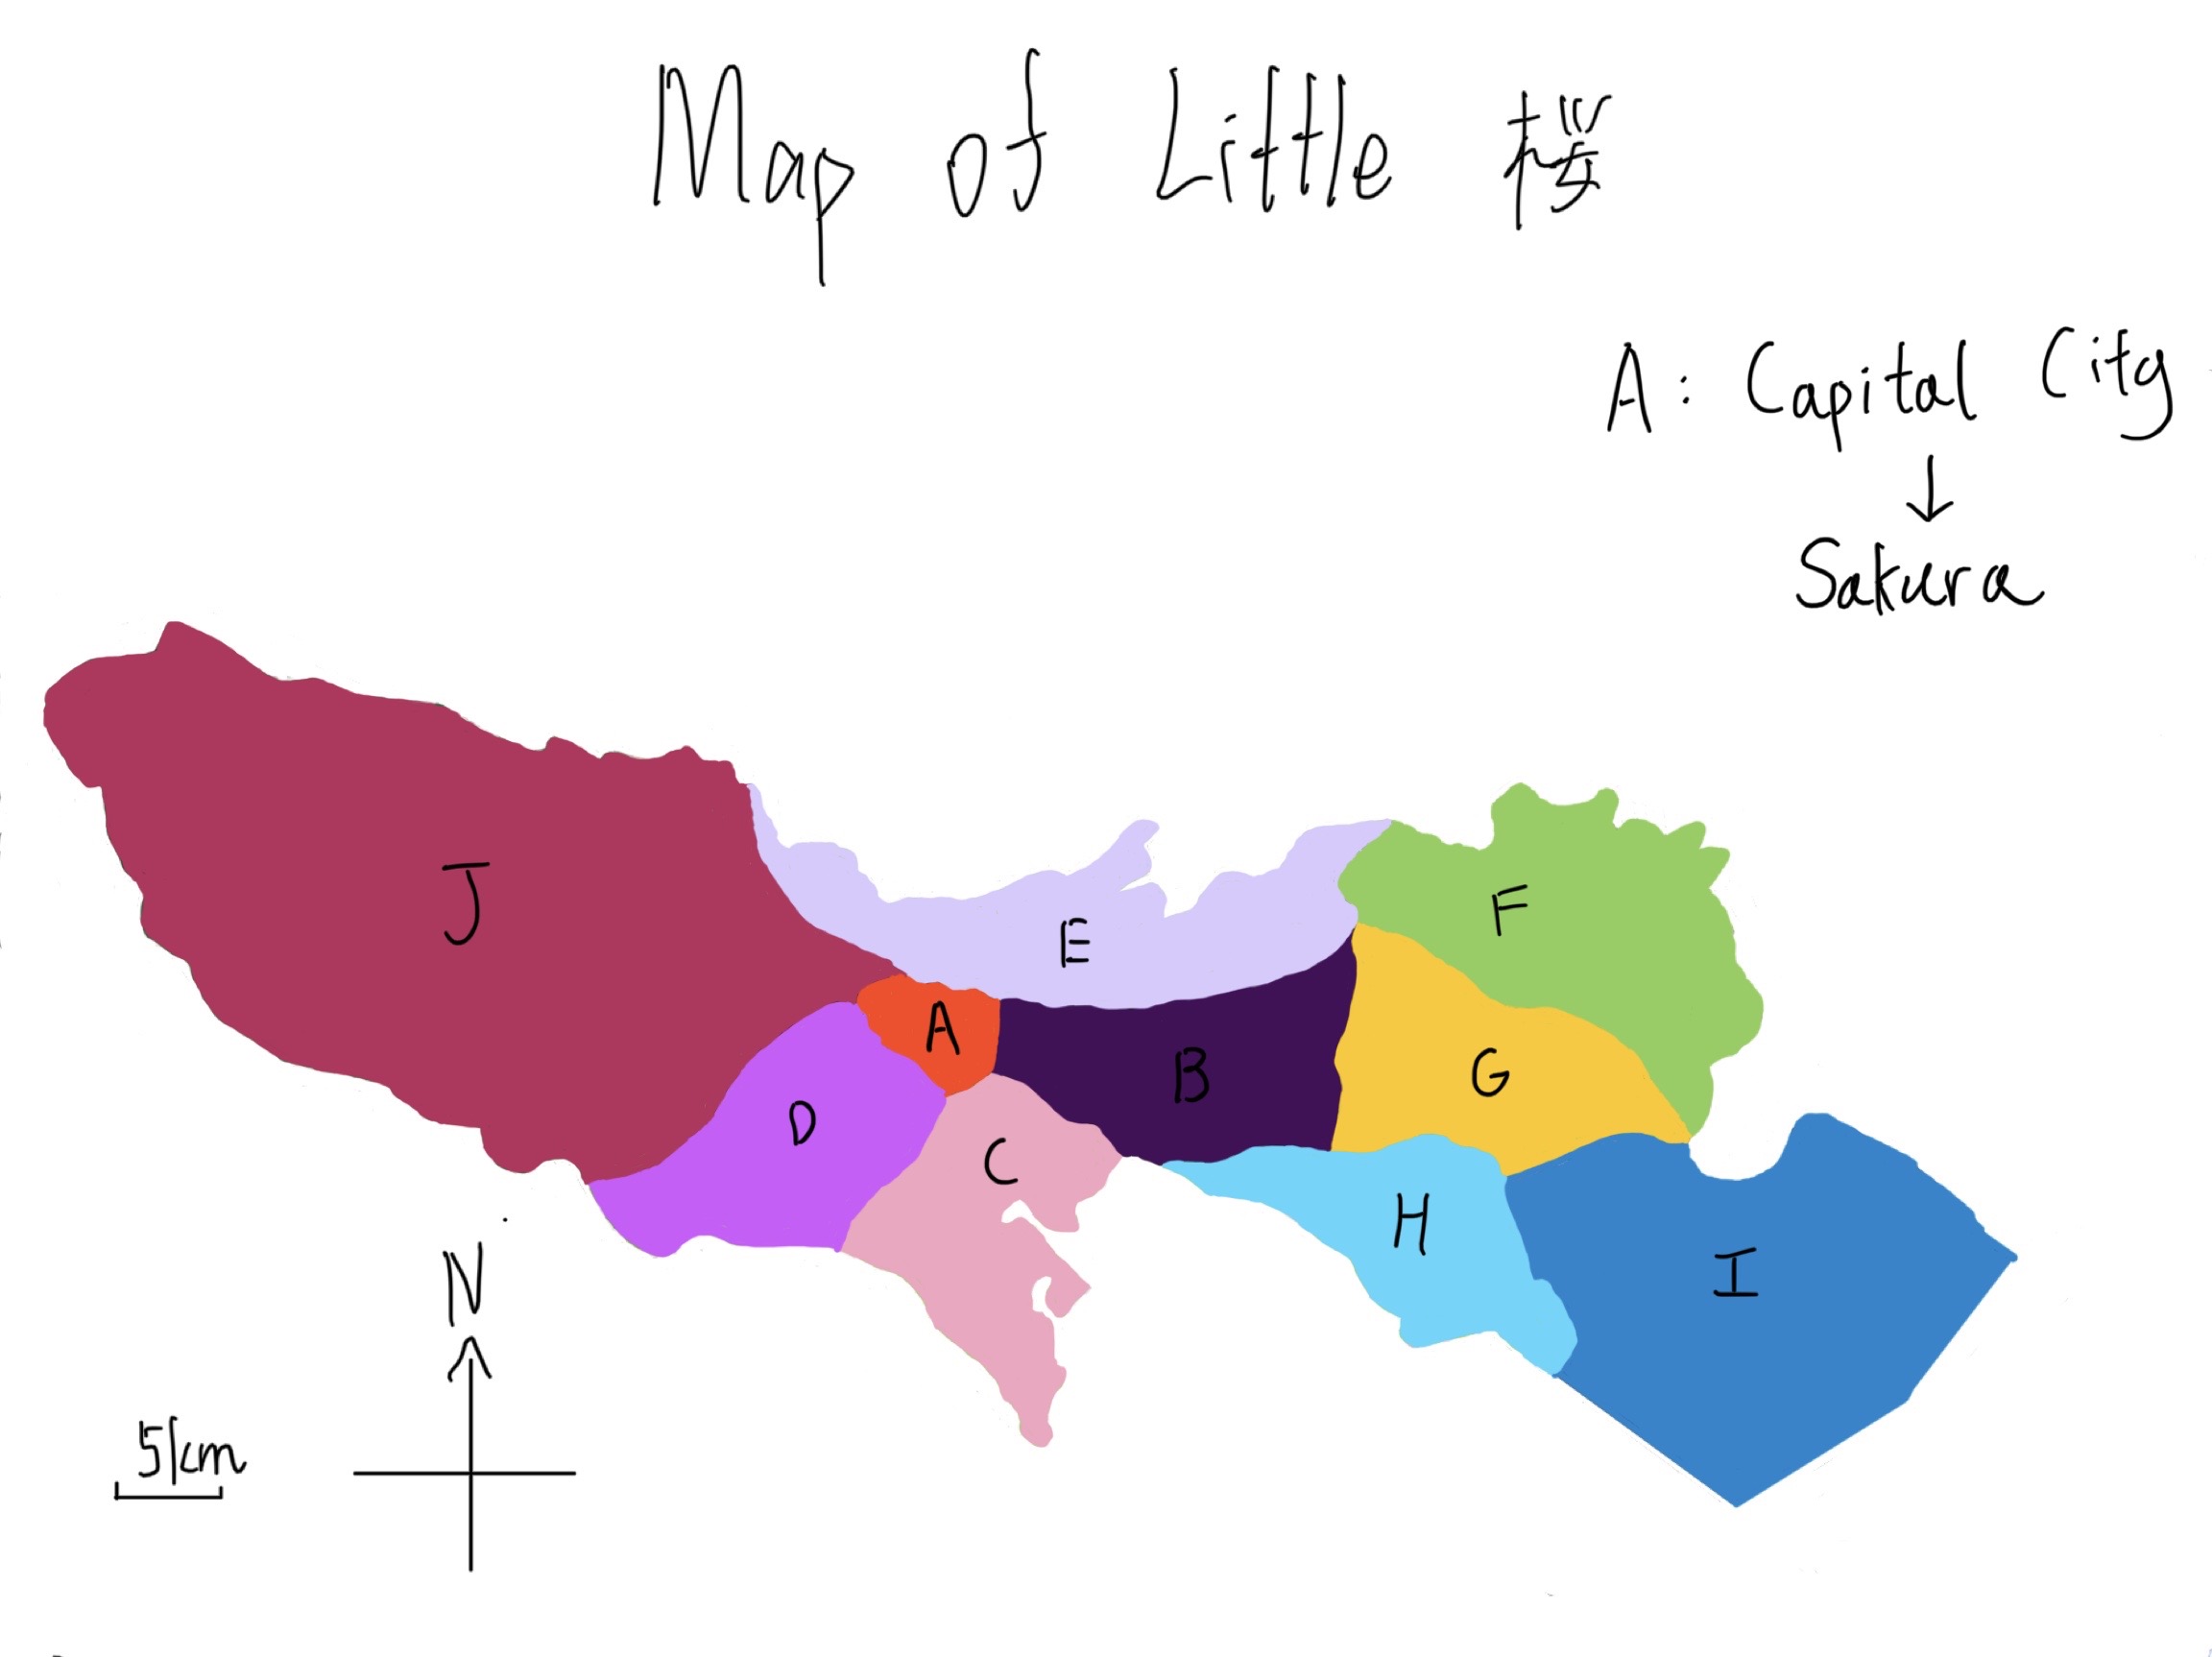 Map of Little 桜
A: Capital City
↓
Sakura
J
E
F
A
B
G
D
C
H
I
N
5km